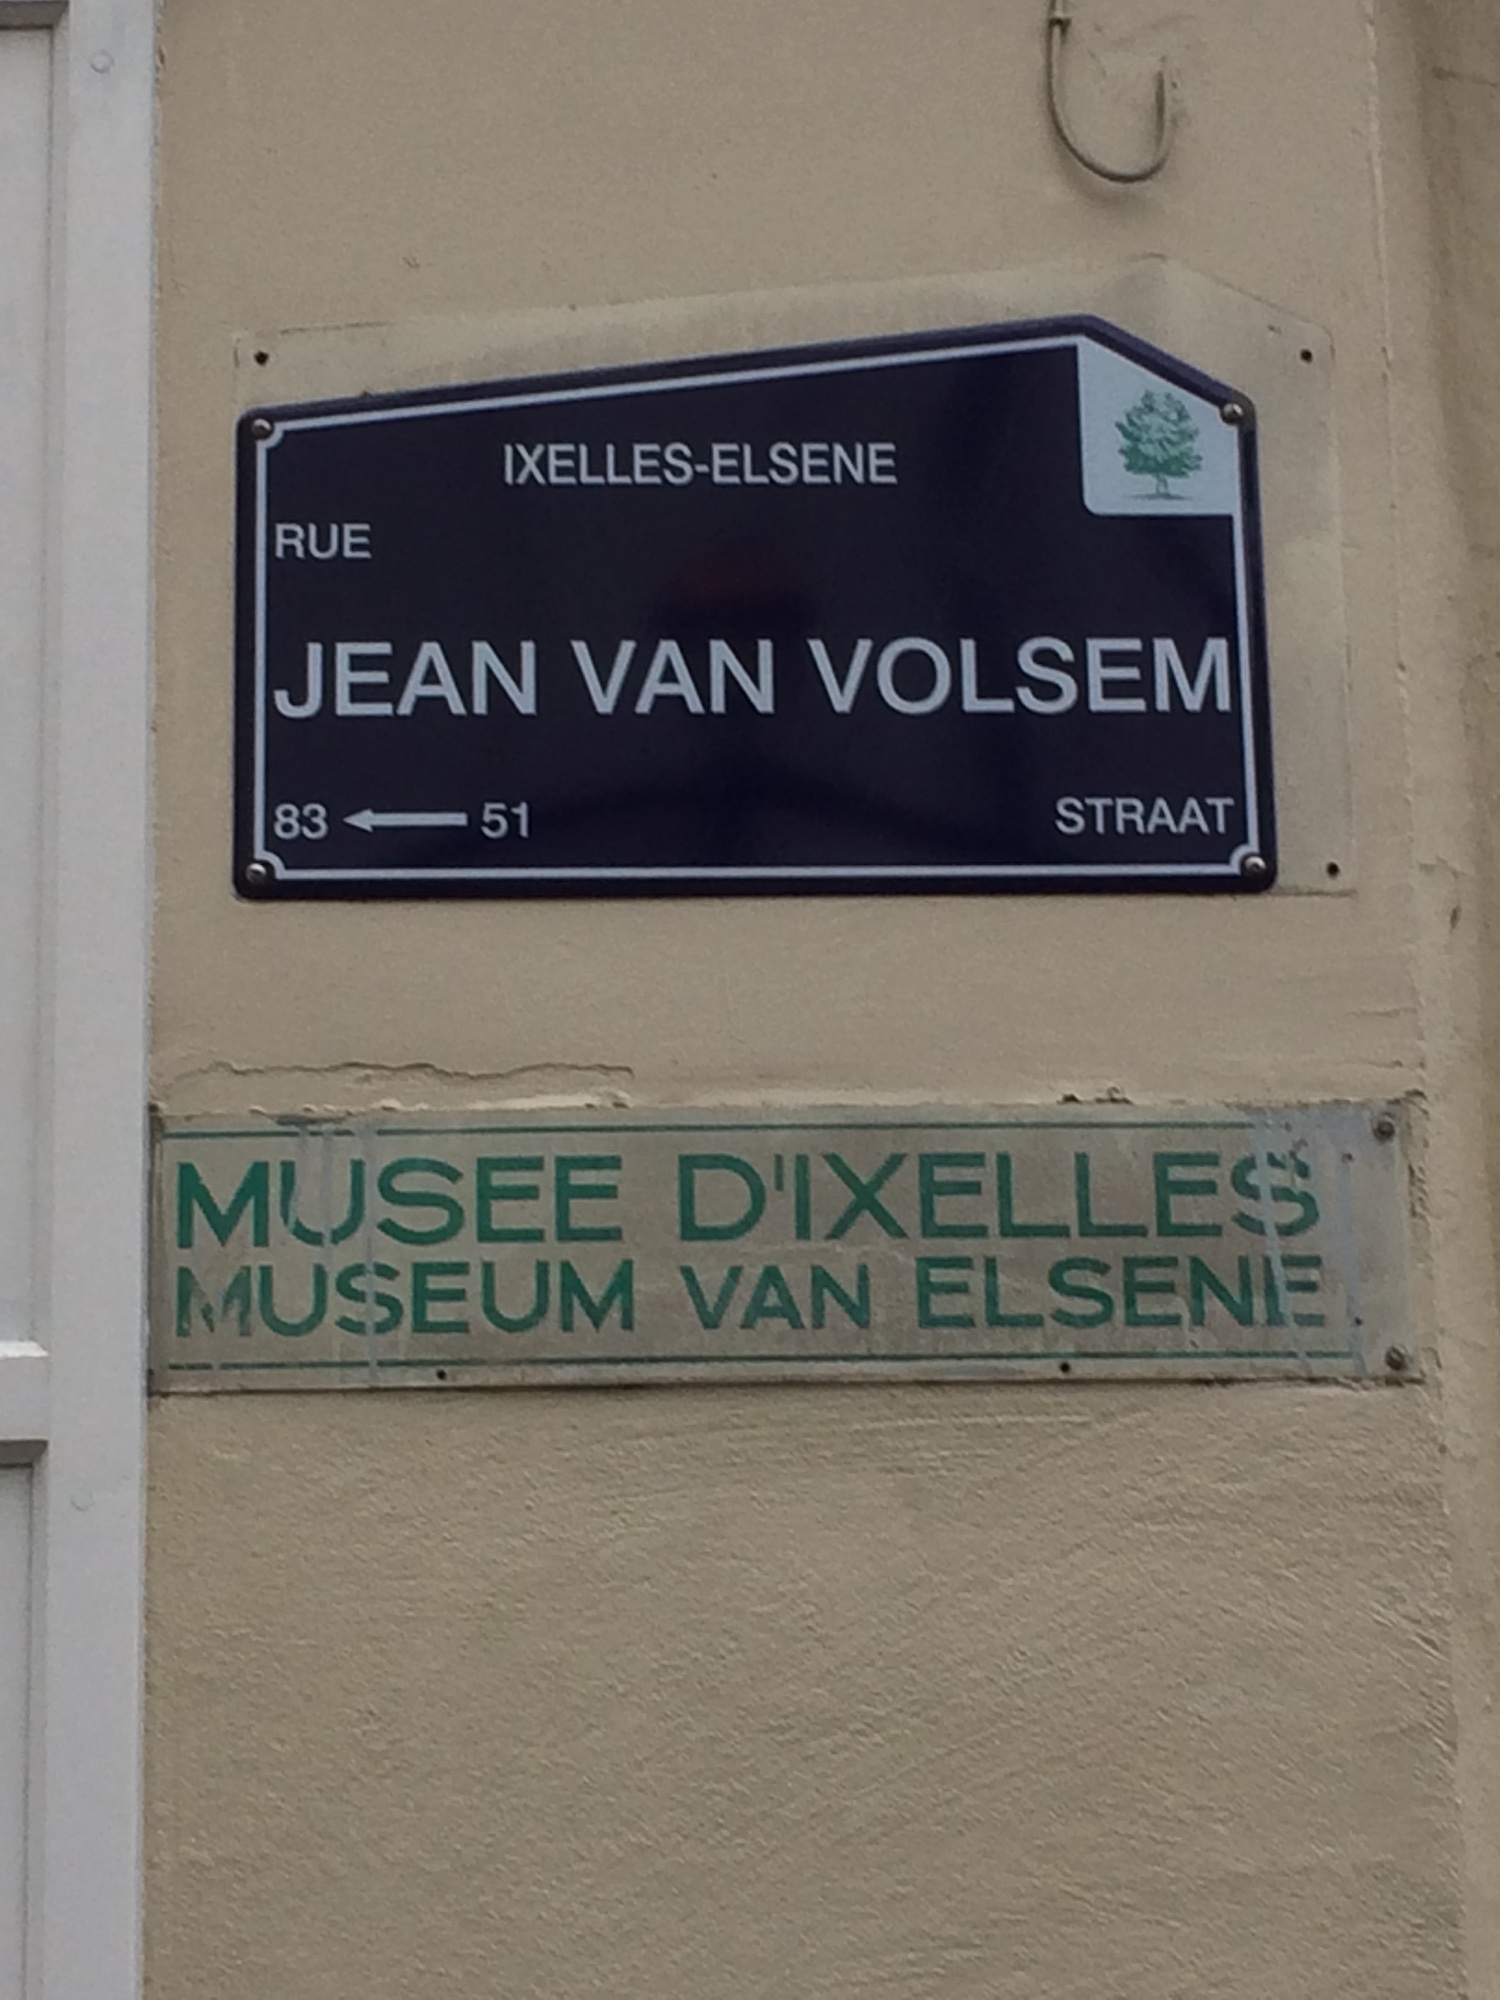 IXELLES-ELSENE
RUE
JEAN VAN VOLSEM
83 ← 51 STRAAT
MUSEE D'IXELLES
MUSEUM VAN ELSENE